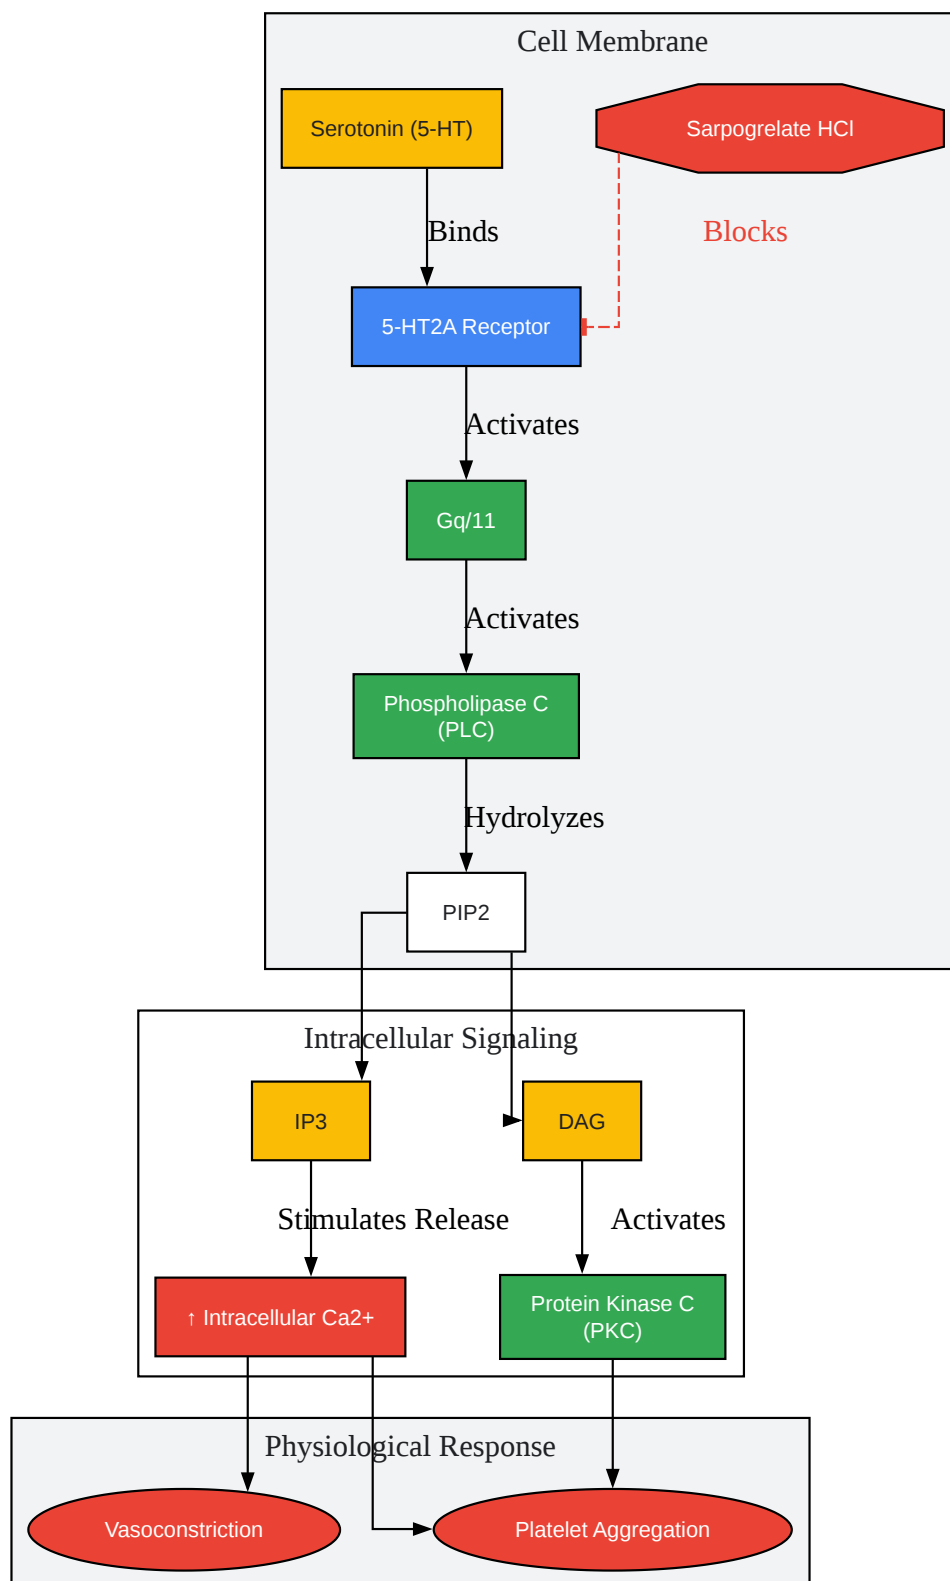 Cell Membrane
Serotonin (5-HT)
Sarpogrelate HCl
Binds
Blocks
5-HT2A Receptor
Activates
Gq/11
Activates
Phospholipase C
(PLC)
Hydrolyzes
PIP2
Intracellular Signaling
IP3
DAG
Stimulates Release
Activates
↑ Intracellular Ca2+
Protein Kinase C
(PKC)
Physiological Response
Vasoconstriction
Platelet Aggregation